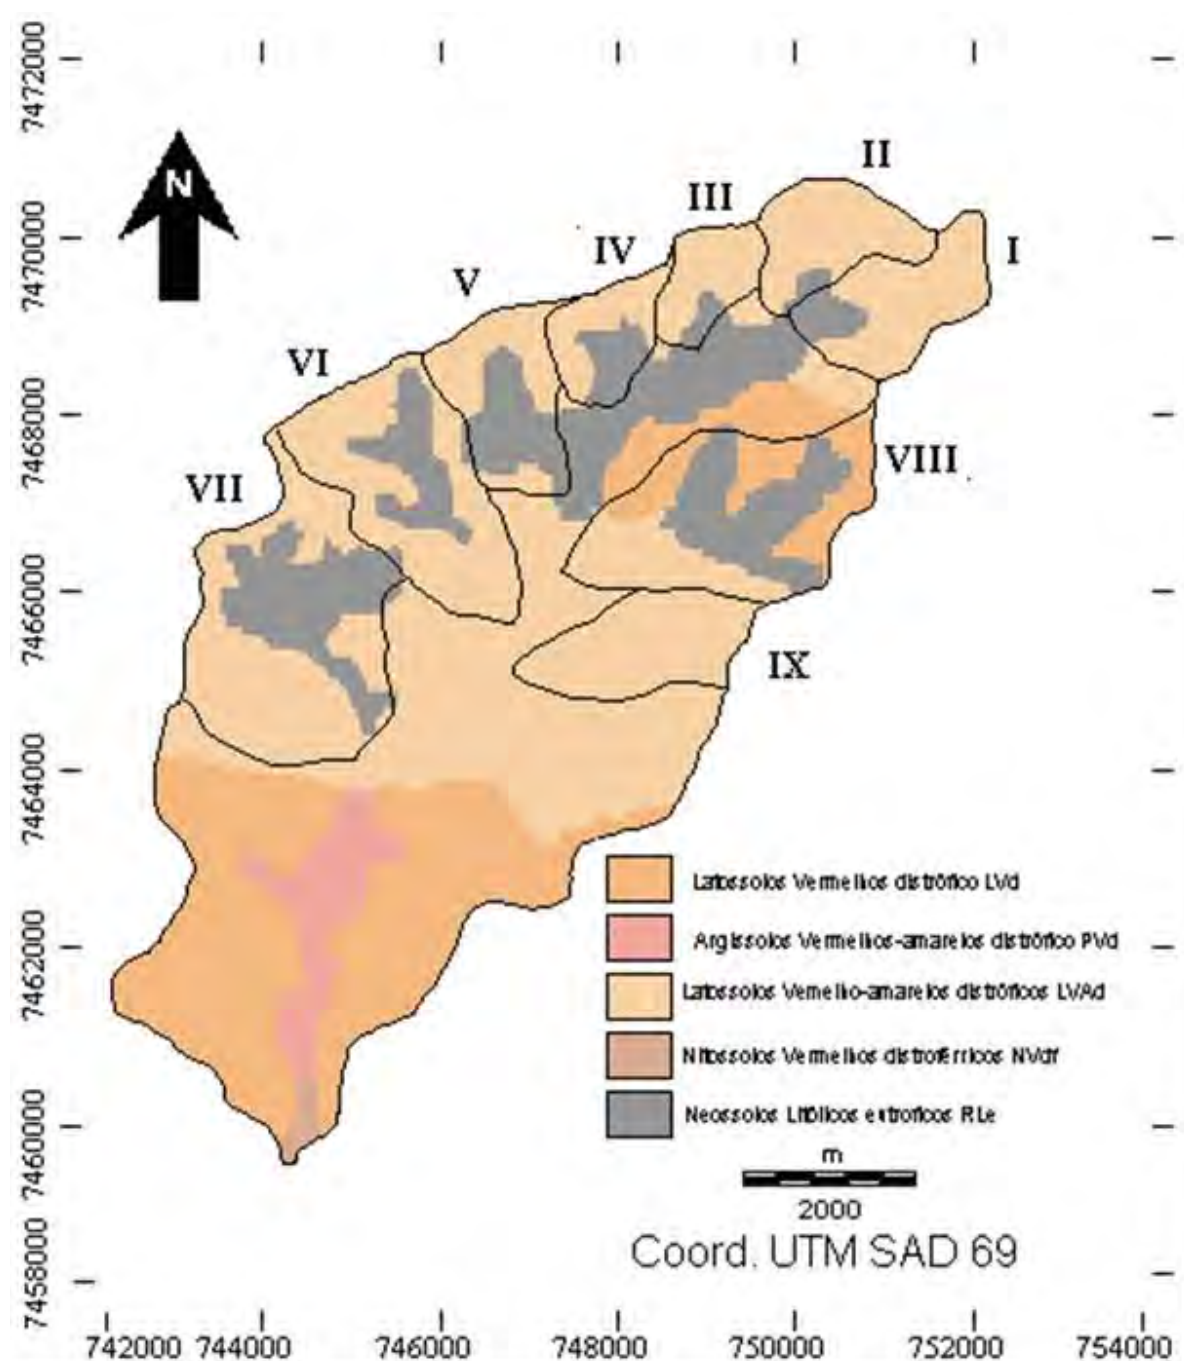 7472000
7470000
7468000
7466000
7464000
7462000
7460000
7458000
N
II
III
I
IV
V
VI
VIII
VII
IX
Latossolos Vermelhos distrófico LVd
Argissolos Vermelhos-amarelos distrófico PVd
Latossolos Vermelho-amarelos distróficos LVAd
Nitossolos Vermelhos distroférricos NVdf
Neossolos Litólicos eutroficos RLe
m
2000
Coord. UTM SAD 69
742000 744000 746000 748000 750000 752000 754000